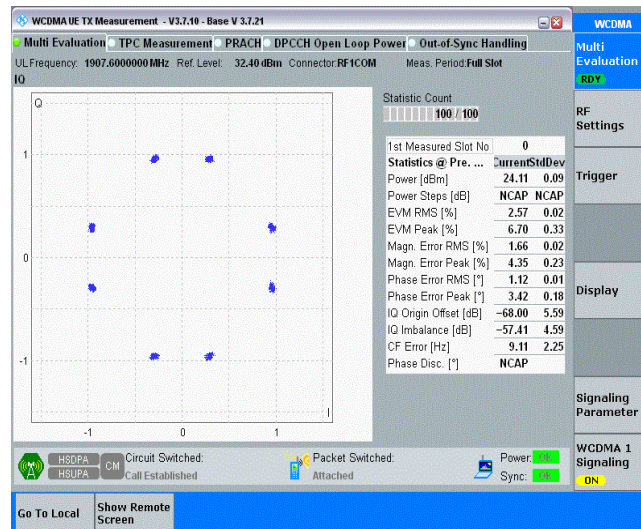 WCDMA UE TX Measurement - V3.7.10 - Base V 3.7.21
WCDMA
Multi Evaluation TPC Measurement PRACH DPCCH Open Loop Power Out-of-Sync Handling
UL Frequency: 1907.6000000 MHz Ref. Level: 32.40 dBm Connector: RF1COM Meas. Period: Full Slot
IQ
Q
1
0
-1
-1 0 1
I
Statistic Count
100 / 100
1st Measured Slot No 0
Statistics @ Pre. ... Current StdDev
Power [dBm] 24.11 0.09
Power Steps [dB] NCAP NCAP
EVM RMS [%] 2.57 0.02
EVM Peak [%] 6.70 0.33
Magn. Error RMS [%] 1.66 0.02
Magn. Error Peak [%] 4.35 0.23
Phase Error RMS [°] 1.12 0.01
Phase Error Peak [°] 3.42 0.18
IQ Origin Offset [dB] -68.00 5.59
IQ Imbalance [dB] -57.41 4.59
CF Error [Hz] 9.11 2.25
Phase Disc. [°] NCAP
Multi
Evaluation
RDY
RF
Settings
Trigger
Display
Signaling
Parameter
WCDMA 1
Signaling
ON
HSDPA
HSUPA
CM
Circuit Switched:
Call Established
Packet Switched:
Attached
Power:
Sync:
Go To Local
Show Remote
Screen